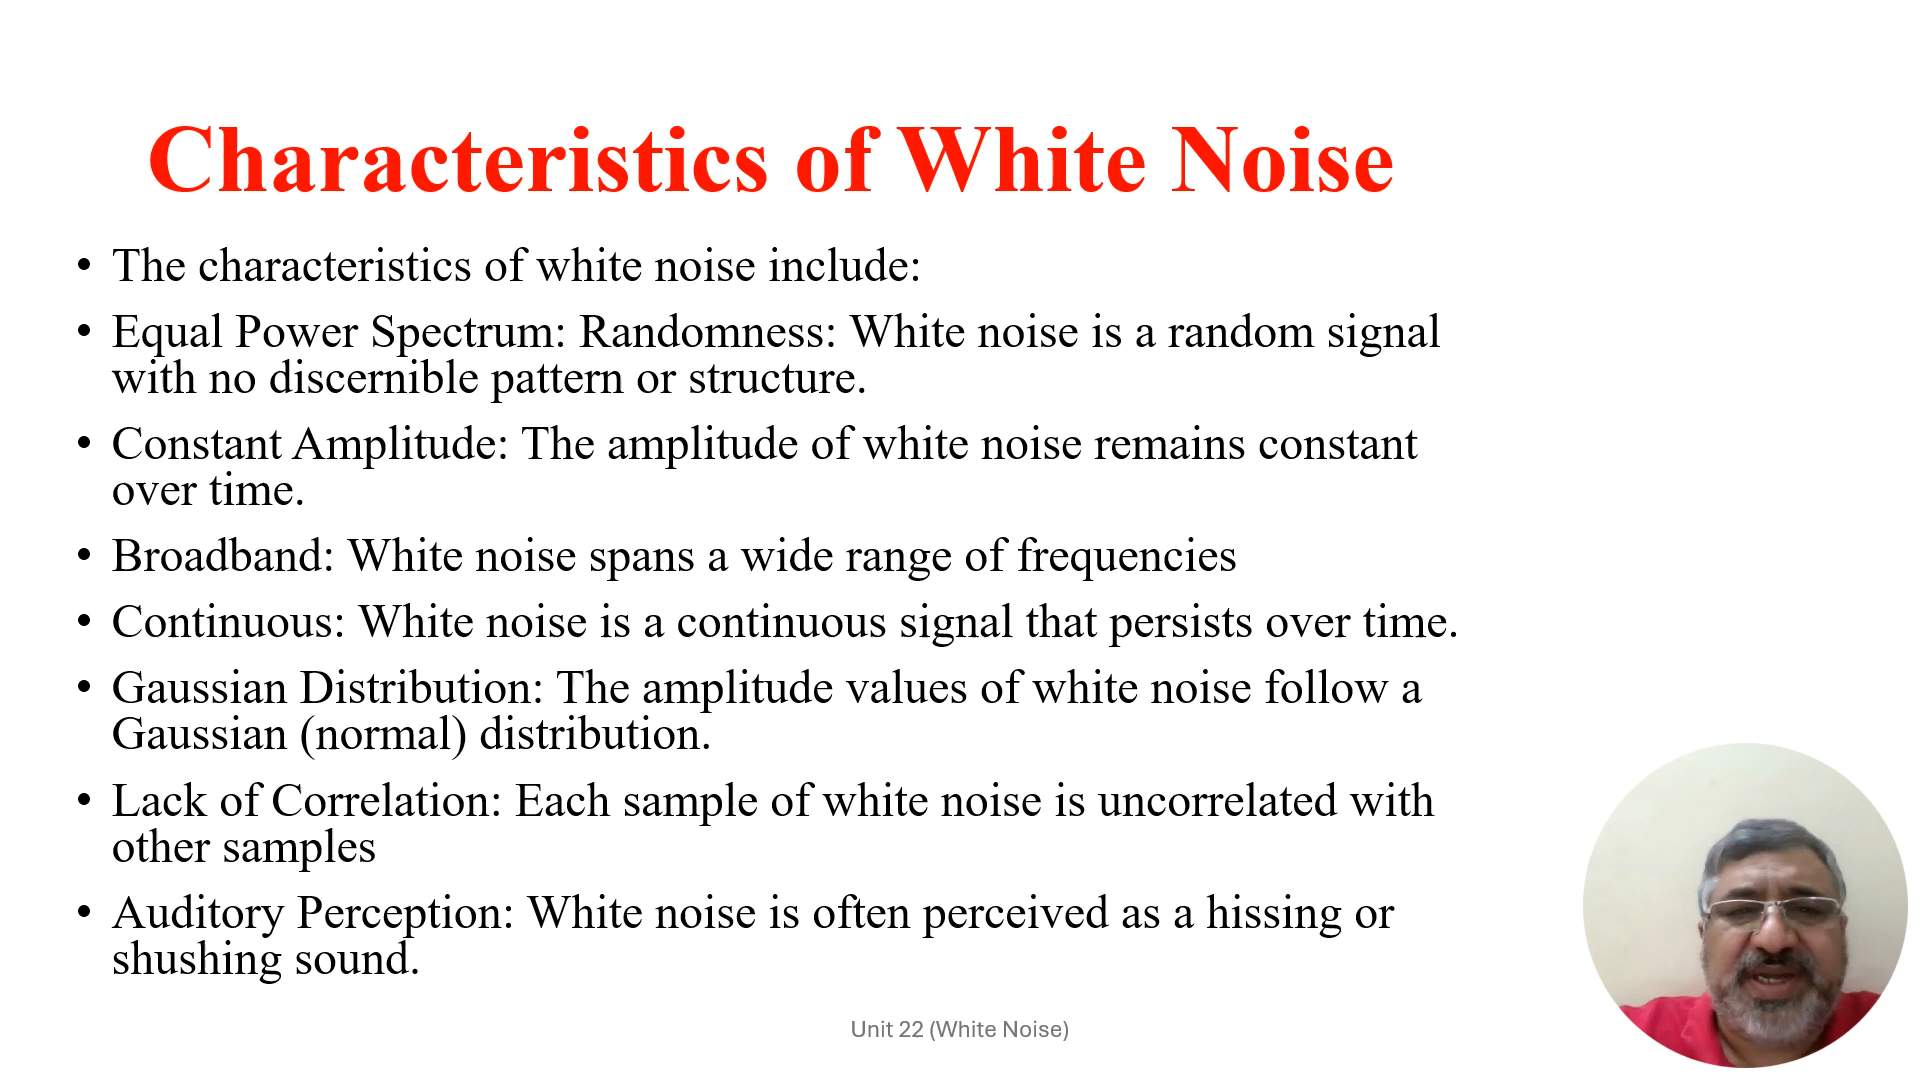 Characteristics of White Noise
• The characteristics of white noise include:
• Equal Power Spectrum: Randomness: White noise is a random signal
with no discernible pattern or structure.
• Constant Amplitude: The amplitude of white noise remains constant
over time.
• Broadband: White noise spans a wide range of frequencies
• Continuous: White noise is a continuous signal that persists over time.
• Gaussian Distribution: The amplitude values of white noise follow a
Gaussian (normal) distribution.
• Lack of Correlation: Each sample of white noise is uncorrelated with
other samples
• Auditory Perception: White noise is often perceived as a hissing or
shushing sound.
Unit 22 (White Noise)